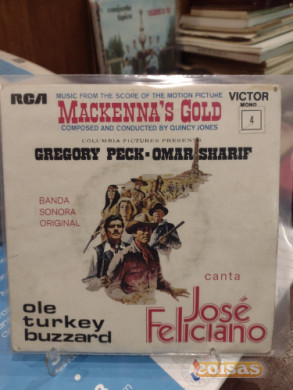 RCA
MUSIC FROM THE SCORE OF THE MOTION PICTURE
VICTOR
MONO
4
MACKENNA'S GOLD
COMPOSED AND CONDUCTED BY QUINCY JONES
COLUMBIA PICTURES PRESENTS
GREGORY PECK · OMAR SHARIF
BANDA
SONORA
ORIGINAL
canta
José
Feliciano
ole
turkey
buzzard
coisas